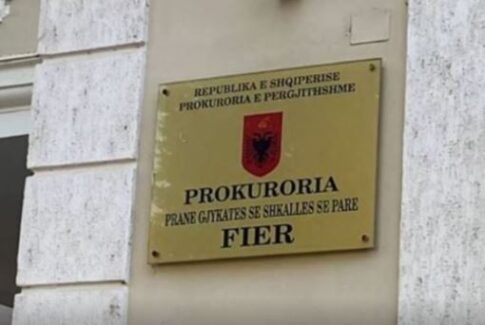 REPUBLIKA E SHQIPERISE
PROKURORIA E PERGJITHSHME
PROKURORIA
PRANE GJYKATES SE SHKALLES SE PARE
FIER